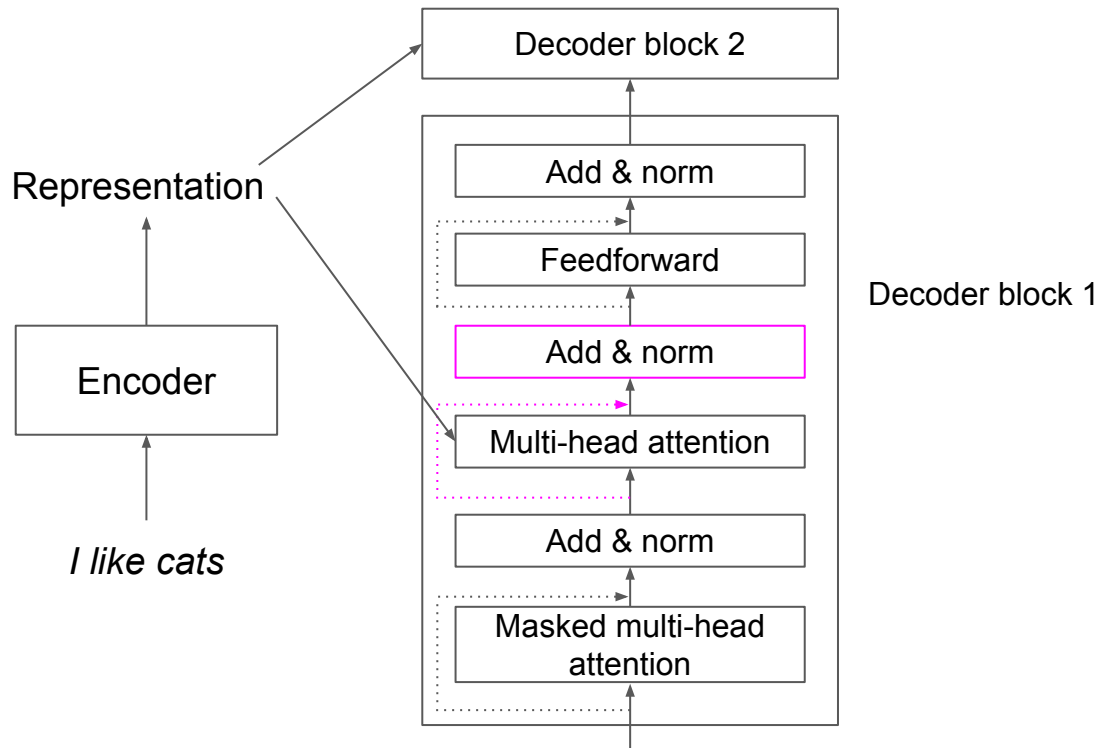 Decoder block 2
Add & norm
Representation
Feedforward
Decoder block 1
Add & norm
Encoder
Multi-head attention
Add & norm
I like cats
Masked multi-head
attention